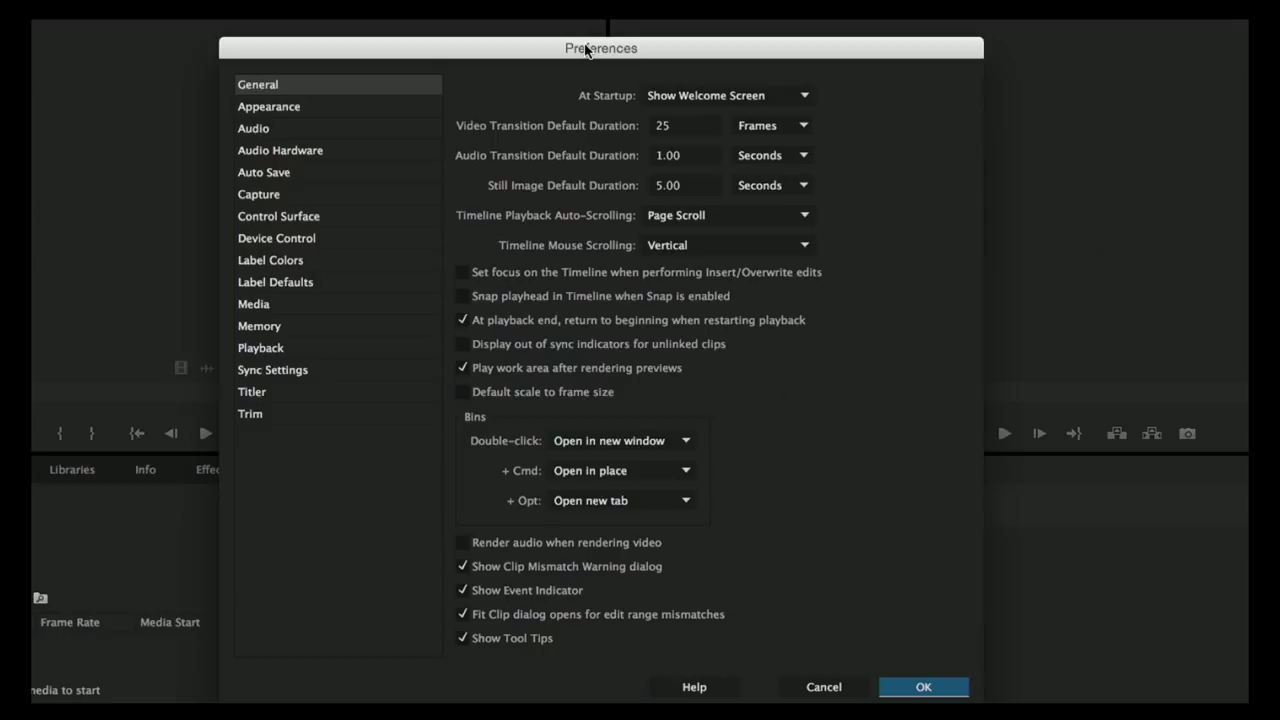 Preferences
General
Appearance
Audio
Audio Hardware
Auto Save
Capture
Control Surface
Device Control
Label Colors
Label Defaults
Media
Memory
Playback
Sync Settings
Titler
Trim
At Startup: Show Welcome Screen
Video Transition Default Duration: 25 Frames
Audio Transition Default Duration: 1.00 Seconds
Still Image Default Duration: 5.00 Seconds
Timeline Playback Auto-Scrolling: Page Scroll
Timeline Mouse Scrolling: Vertical
Set focus on the Timeline when performing Insert/Overwrite edits
Snap playhead in Timeline when Snap is enabled
At playback end, return to beginning when restarting playback
Display out of sync indicators for unlinked clips
Play work area after rendering previews
Default scale to frame size
Bins
Double-click: Open in new window
+ Cmd: Open in place
+ Opt: Open new tab
Render audio when rendering video
Show Clip Mismatch Warning dialog
Show Event Indicator
Fit Clip dialog opens for edit range mismatches
Show Tool Tips
Help Cancel OK
Libraries Info Effec
Frame Rate Media Start
media to start